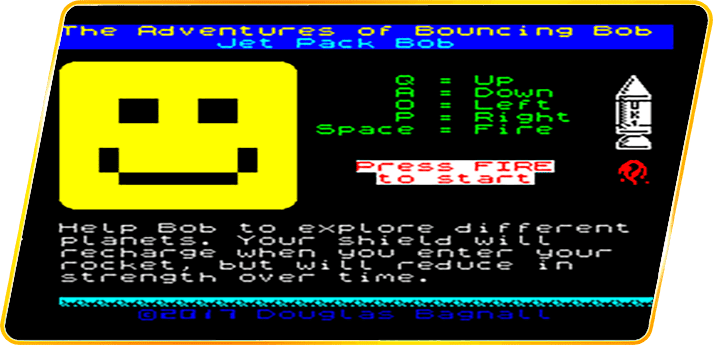 The Adventures of Bouncing Bob
Jet Pack Bob
Q = Up
A = Down
O = Left
P = Right
Space = Fire
UK1
Press FIRE
to start
Help Bob to explore different
planets. Your shield will
recharge when you enter your
rocket, but will reduce in
strength over time.
©2017 Douglas Bagnall